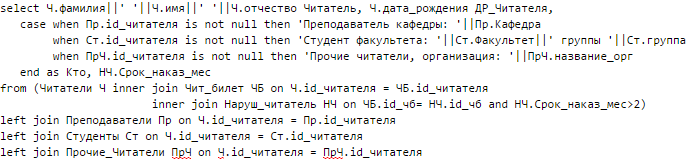 select Ч.фамилия||' '||Ч.имя||' '||Ч.отчество Читатель, Ч.дата_рождения ДР_Читателя,
case when Пр.id_читателя is not null then 'Преподаватель кафедры: '||Пр.Кафедра
when Ст.id_читателя is not null then 'Студент факультета: '||Ст.Факультет||' группы '||Ст.группа
when ПрЧ.id_читателя is not null then 'Прочие читатели, организация: '||ПрЧ.название_орг
end as Кто, НЧ.Срок_наказ_мес
from (Читатели Ч inner join Чит_билет ЧБ on Ч.id_читателя = ЧБ.id_читателя
inner join Наруш_читатель НЧ on ЧБ.id_чб= НЧ.id_чб and НЧ.Срок_наказ_мес>2)
left join Преподаватели Пр on Ч.id_читателя = Пр.id_читателя
left join Студенты Ст on Ч.id_читателя = Ст.id_читателя
left join Прочие_Читатели ПрЧ on Ч.id_читателя = ПрЧ.id_читателя